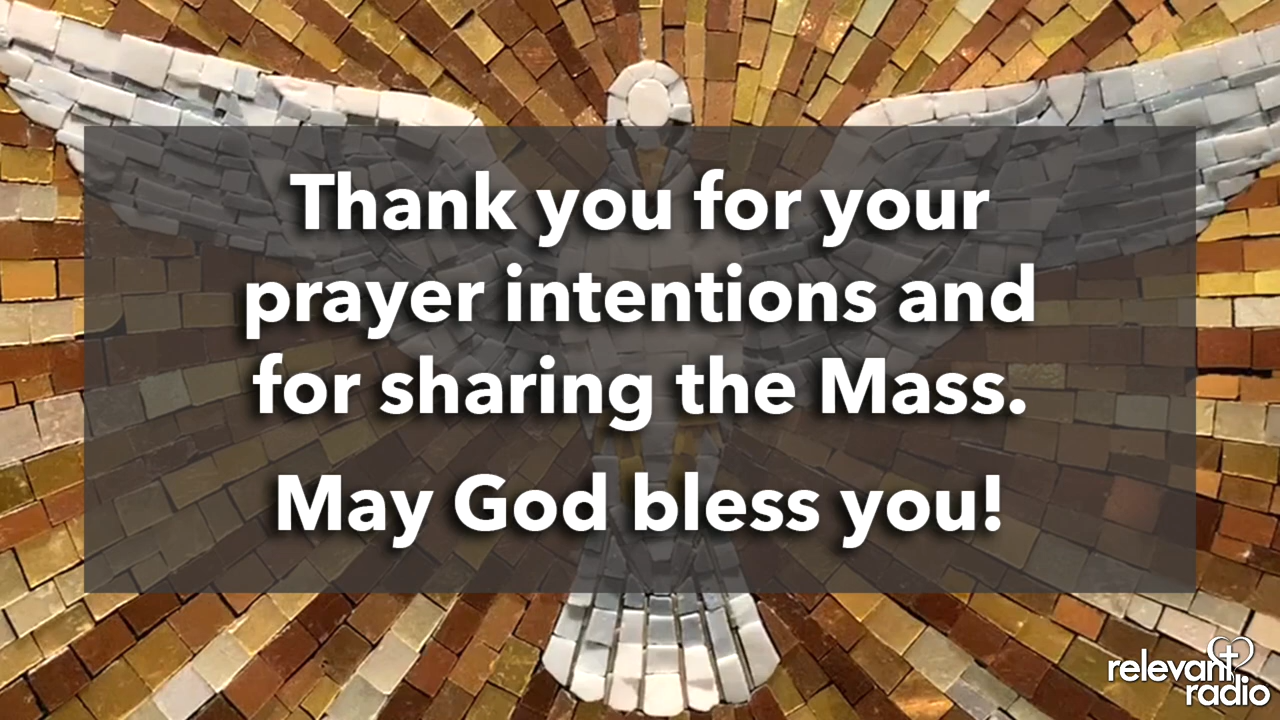 Thank you for your
prayer intentions and
for sharing the Mass.
May God bless you!
relevant
radio